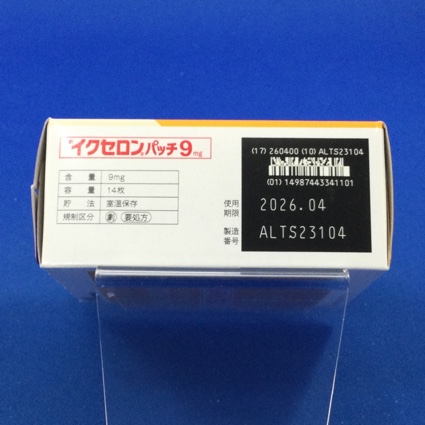 イクセロンパッチ9mg
含量 9mg
容量 14枚
貯法 室温保存
規制区分 劇 要処方
(17) 260400 (10) ALTS23104
(01) 14987443341101
使用期限 2026.04
製造番号 ALTS23104